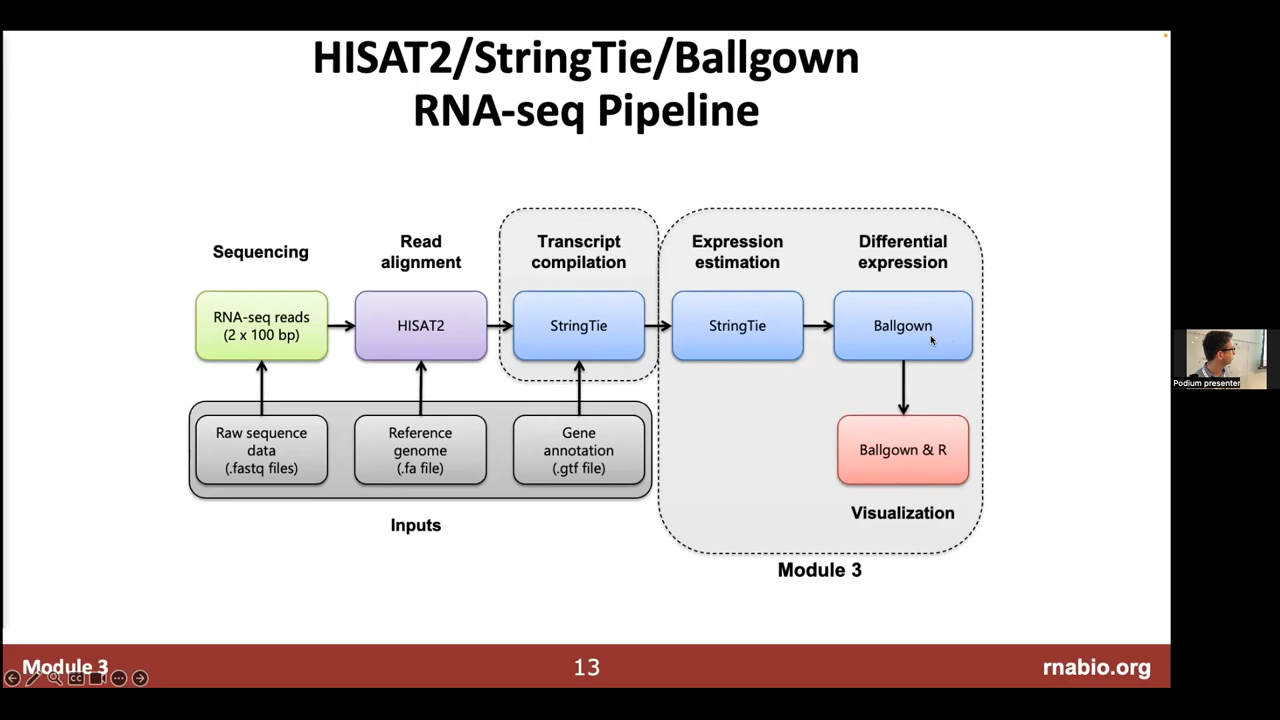 HISAT2/StringTie/Ballgown
RNA-seq Pipeline
Sequencing
Read
alignment
Transcript
compilation
Expression
estimation
Differential
expression
RNA-seq reads
(2 x 100 bp)
HISAT2
StringTie
StringTie
Ballgown
Raw sequence
data
(.fastq files)
Reference
genome
(.fa file)
Gene
annotation
(.gtf file)
Ballgown & R
Inputs
Visualization
Module 3
Module 3
13
rnabio.org
CC
Podium presenter